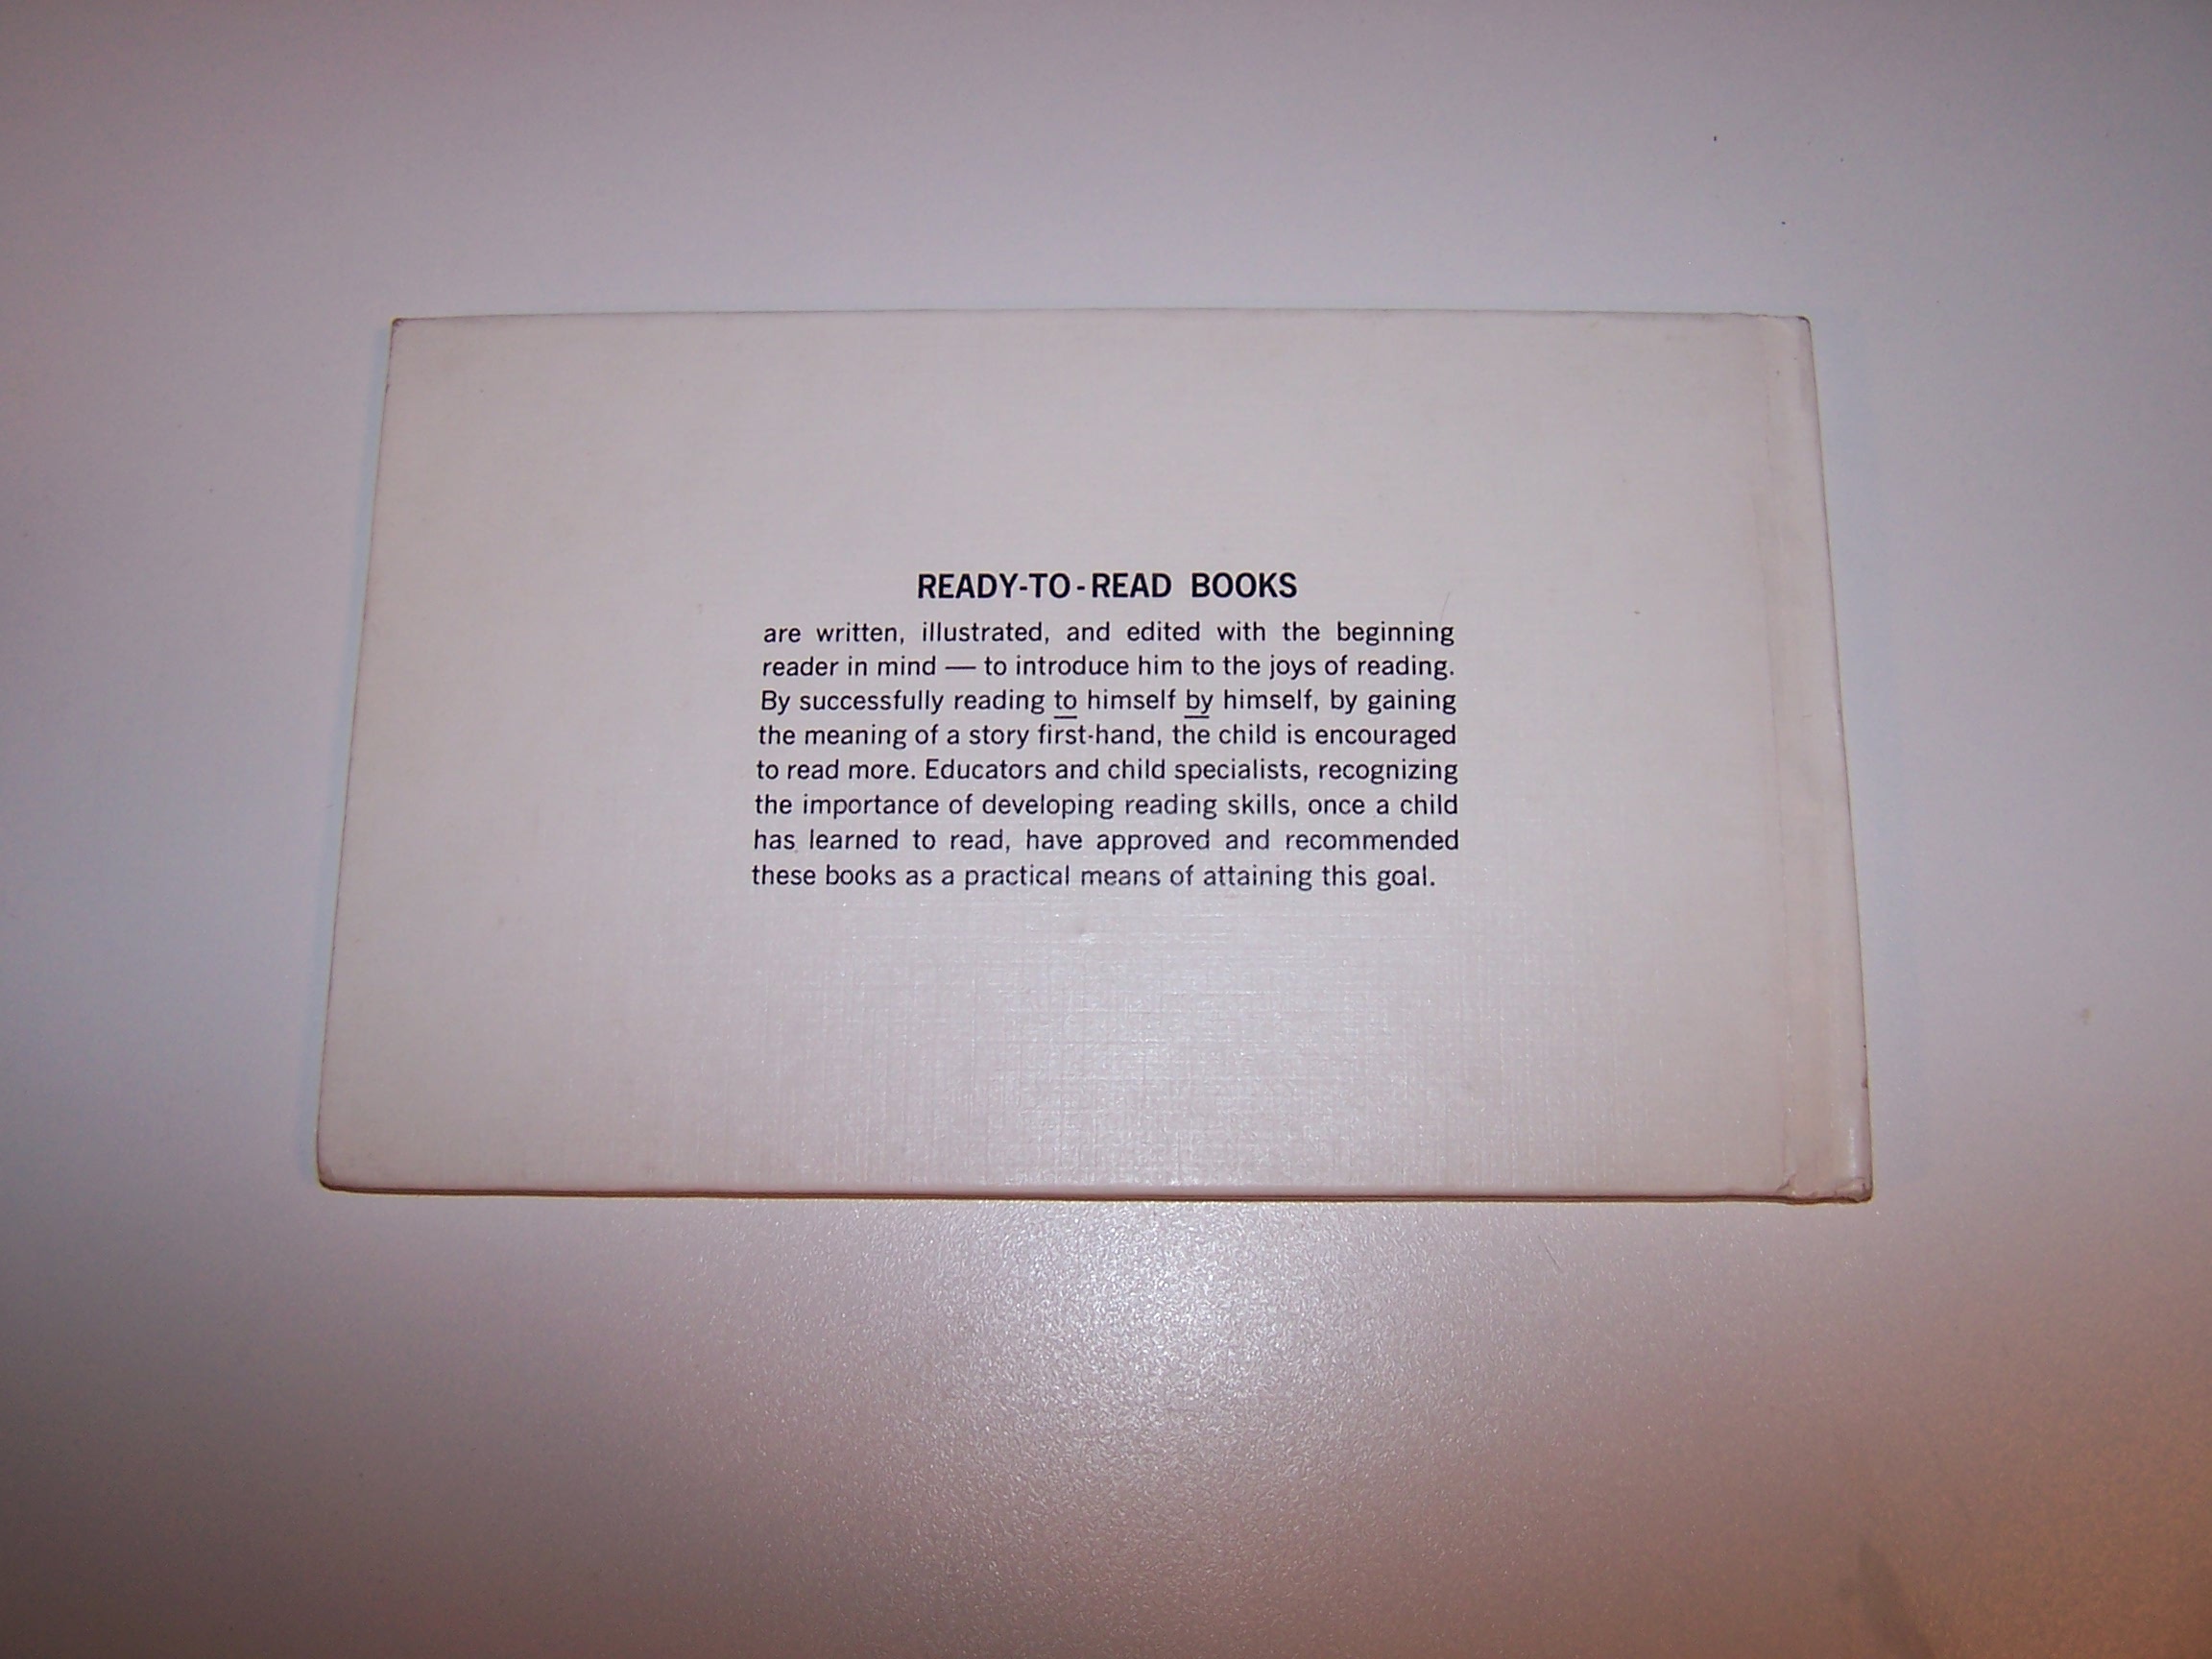 READY-TO-READ BOOKS
are written, illustrated, and edited with the beginning
reader in mind — to introduce him to the joys of reading.
By successfully reading to himself by himself, by gaining
the meaning of a story first-hand, the child is encouraged
to read more. Educators and child specialists, recognizing
the importance of developing reading skills, once a child
has learned to read, have approved and recommended
these books as a practical means of attaining this goal.